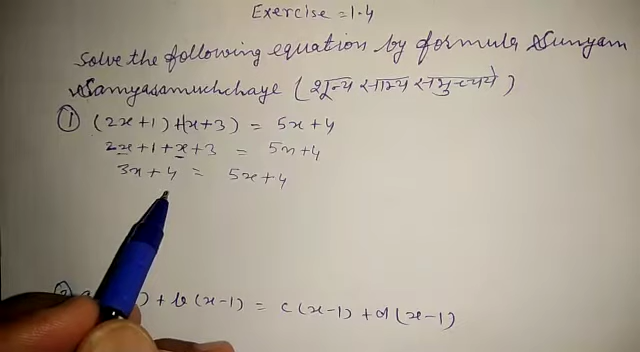 Exercise = 1.4
Solve the following equation by formula Sunyam
Samyasamuchchaye (शून्य साम्य समुच्चये)
① (2x+1)+(x+3) = 5x+4
2x+1+x+3 = 5x+4
3x+4 = 5x+4
) + b(x-1) = c(x-1)+d(x-1)